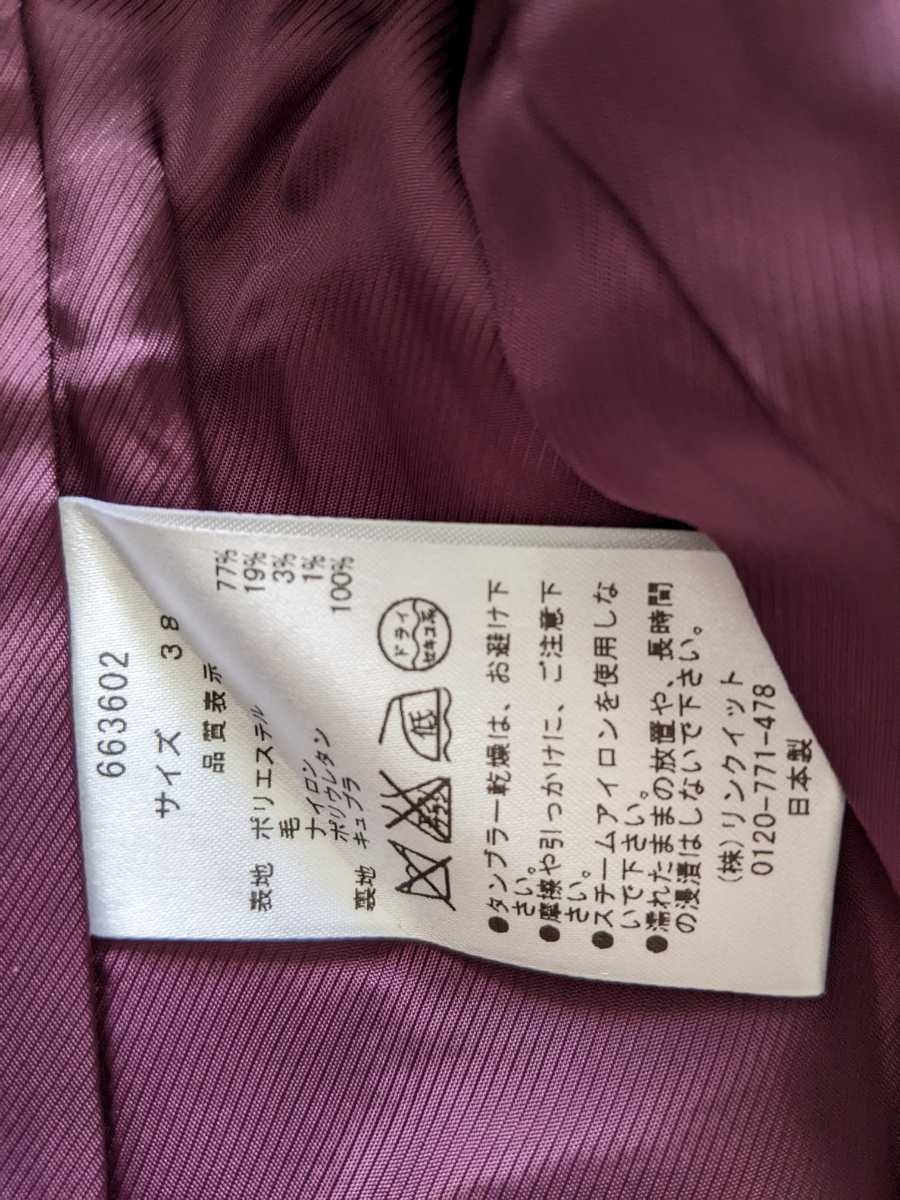 663602
サイズ 38
品質表示
表地 ポリエステル 77%
毛 19%
ナイロン 3%
ポリウレタン 1%
裏地 キュプラ 100%
低
ドライ
セキユ系
●タンブラー乾燥は、お避け下
さい。
●摩擦や引っかけに、ご注意下
さい。
●スチームアイロンを使用しな
いで下さい。
●濡れたままの放置や、長時間
の浸漬はしないで下さい。
(株)リンクイット
0120-771-478
日本製